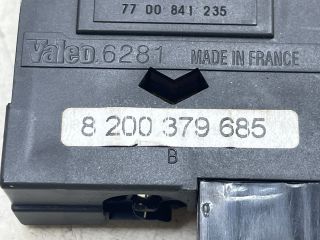 77 00 841 235
Valeo 6281 MADE IN FRANCE
8 200 379 685
B